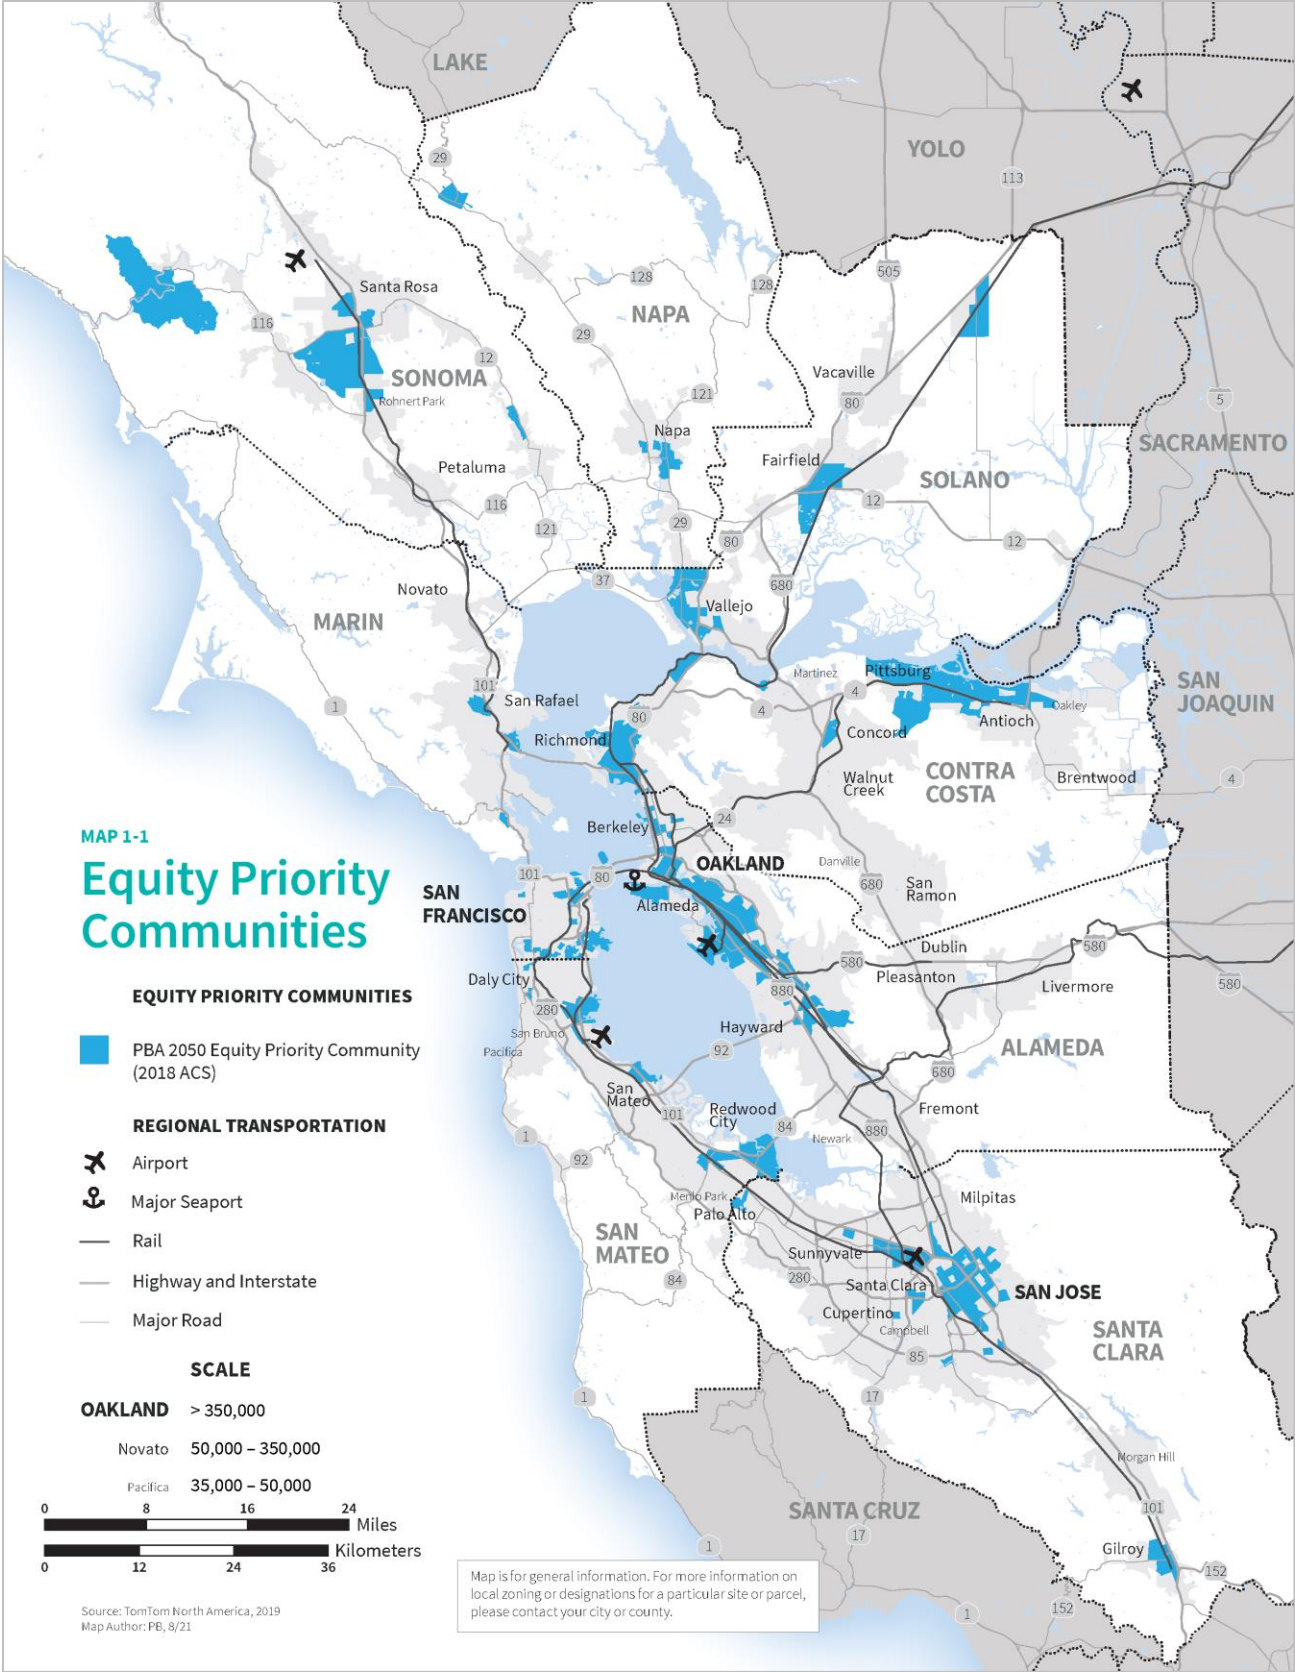 LAKE
YOLO
113
29
505
128
128
NAPA
Santa Rosa
116
29
SONOMA
12
Rohnert Park
121
Vacaville
80
5
SACRAMENTO
Napa
Petaluma
Fairfield
SOLANO
116
121
29
12
80
12
37
680
Novato
Vallejo
MARIN
101
San Rafael
1
80
4
Martinez
4
Pittsburg
Oakley
Antioch
SAN
JOAQUIN
Richmond
Concord
Walnut
Creek
CONTRA
COSTA
Brentwood
4
24
Berkeley
OAKLAND
Danville
680
San
Ramon
101
80
SAN
FRANCISCO
Alameda
Dublin
580
580
580
Pleasanton
Livermore
Daly City
880
280
San Bruno
Pacifica
Hayward
92
ALAMEDA
680
San
Mateo
101
Redwood
City
84
Newark
880
Fremont
1
92
Menlo Park
Palo Alto
Milpitas
SAN
MATEO
84
Sunnyvale
280
Santa Clara
Cupertino
Campbell
SAN JOSE
SANTA
CLARA
85
1
17
Morgan Hill
101
SANTA CRUZ
17
1
Gilroy
152
152
1
MAP 1-1
Equity Priority
Communities
EQUITY PRIORITY COMMUNITIES
PBA 2050 Equity Priority Community
(2018 ACS)
REGIONAL TRANSPORTATION
Airport
Major Seaport
Rail
Highway and Interstate
Major Road
SCALE
OAKLAND > 350,000
Novato 50,000 – 350,000
Pacifica 35,000 – 50,000
0 8 16 24
Miles
Kilometers
0 12 24 36
Source: TomTom North America, 2019
Map Author: PB, 8/21
Map is for general information. For more information on
local zoning or designations for a particular site or parcel,
please contact your city or county.